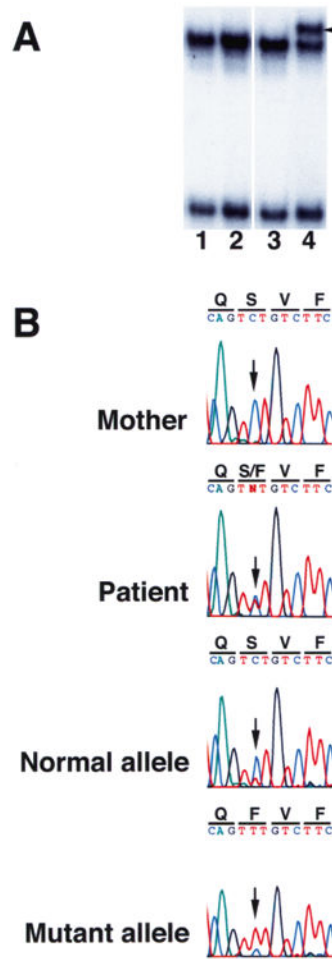 A
1 2 3 4
B
Q S V F
CAGTCTGTCTTC
Mother
Q S/F V F
CAGTNTGTCTTC
Patient
Q S V F
CAGTCTGTCTTC
Normal allele
Q F V F
CAGTTTGTCTTC
Mutant allele